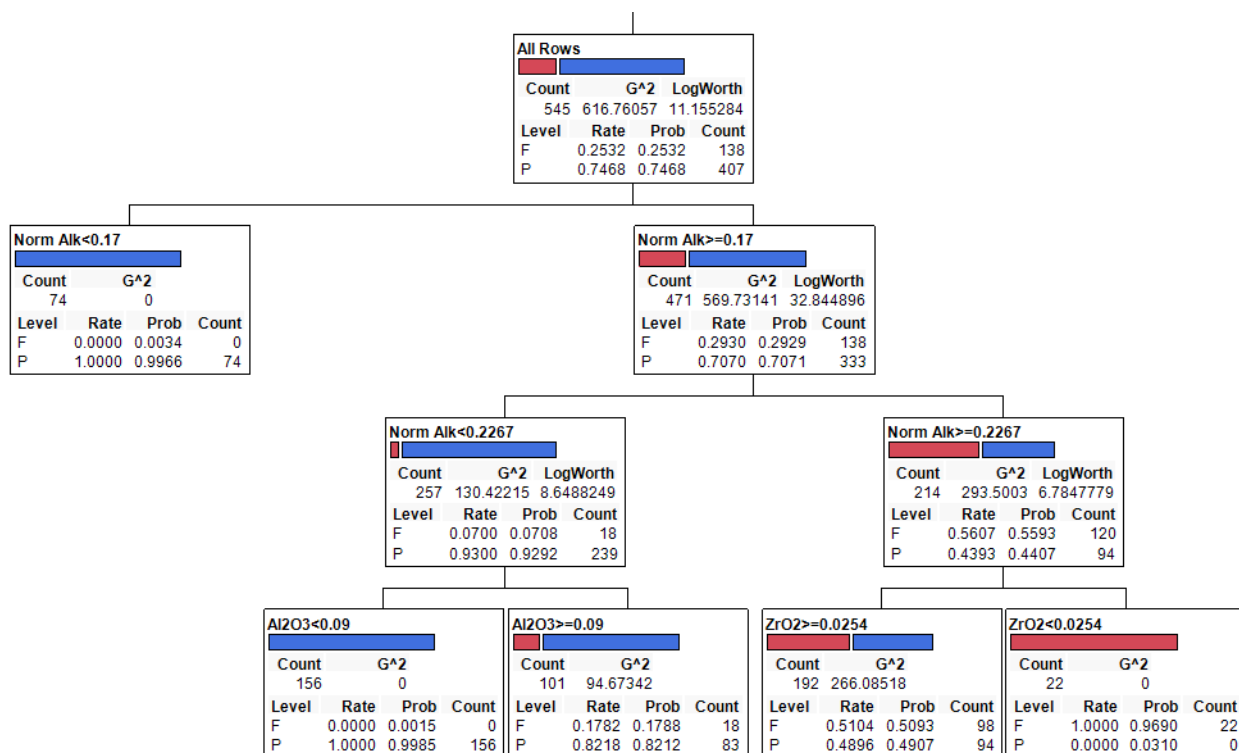 All Rows
Count G^2 LogWorth
545 616.76057 11.155284
Level Rate Prob Count
F 0.2532 0.2532 138
P 0.7468 0.7468 407
Norm Alk<0.17
Count G^2
74 0
Level Rate Prob Count
F 0.0000 0.0034 0
P 1.0000 0.9966 74
Norm Alk>=0.17
Count G^2 LogWorth
471 569.73141 32.844896
Level Rate Prob Count
F 0.2930 0.2929 138
P 0.7070 0.7071 333
Norm Alk<0.2267
Count G^2 LogWorth
257 130.42215 8.6488249
Level Rate Prob Count
F 0.0700 0.0708 18
P 0.9300 0.9292 239
Norm Alk>=0.2267
Count G^2 LogWorth
214 293.5003 6.7847779
Level Rate Prob Count
F 0.5607 0.5593 120
P 0.4393 0.4407 94
Al2O3<0.09
Count G^2
156 0
Level Rate Prob Count
F 0.0000 0.0015 0
P 1.0000 0.9985 156
Al2O3>=0.09
Count G^2
101 94.67342
Level Rate Prob Count
F 0.1782 0.1788 18
P 0.8218 0.8212 83
ZrO2>=0.0254
Count G^2
192 266.08518
Level Rate Prob Count
F 0.5104 0.5093 98
P 0.4896 0.4907 94
ZrO2<0.0254
Count G^2
22 0
Level Rate Prob Count
F 1.0000 0.9690 22
P 0.0000 0.0310 0